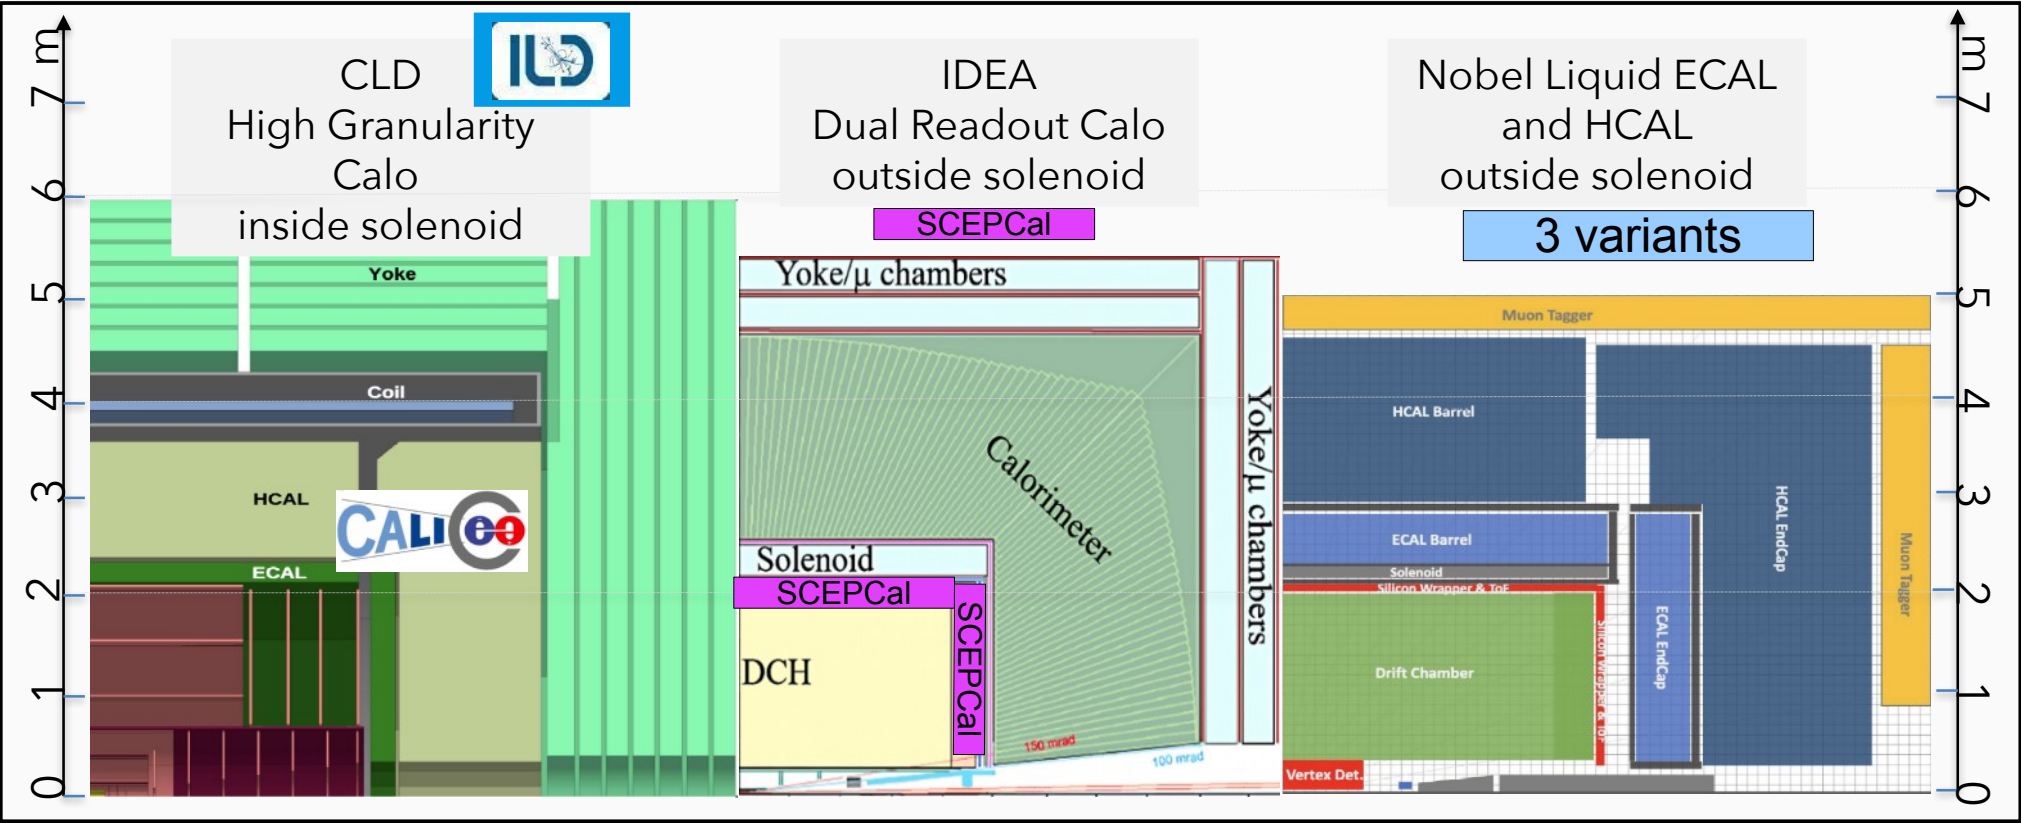 m
7
6
5
4
3
2
1
0
CLD
High Granularity
Calo
inside solenoid
ILD
Yoke
Coil
HCAL
CALICe
ECAL
IDEA
Dual Readout Calo
outside solenoid
SCEPCal
Yoke/μ chambers
Calorimeter
Yoke/μ chambers
Solenoid
SCEPCal
SCEPCal
DCH
150 mrad
100 mrad
Nobel Liquid ECAL
and HCAL
outside solenoid
3 variants
Muon Tagger
HCAL Barrel
HCAL EndCap
Muon Tagger
ECAL Barrel
Solenoid
Silicon Wrapper & ToF
ECAL EndCap
Silicon Wrapper & ToF
Drift Chamber
Vertex Det.
m
7
6
5
4
3
2
1
0